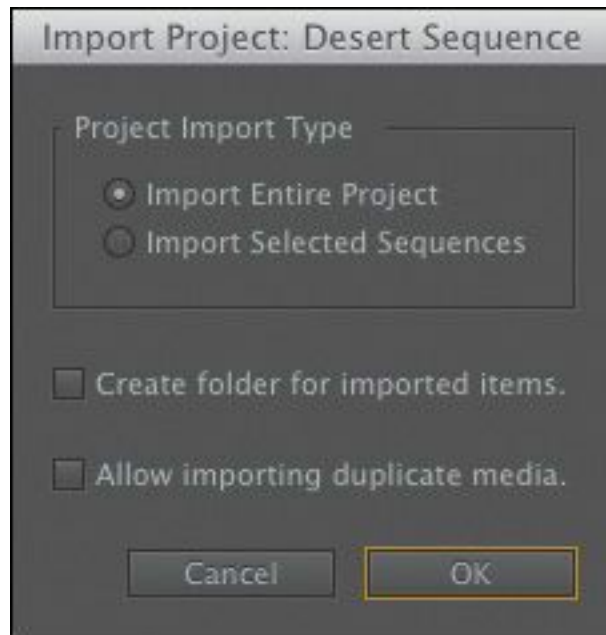 Import Project: Desert Sequence
Project Import Type
Import Entire Project
Import Selected Sequences
Create folder for imported items.
Allow importing duplicate media.
Cancel OK